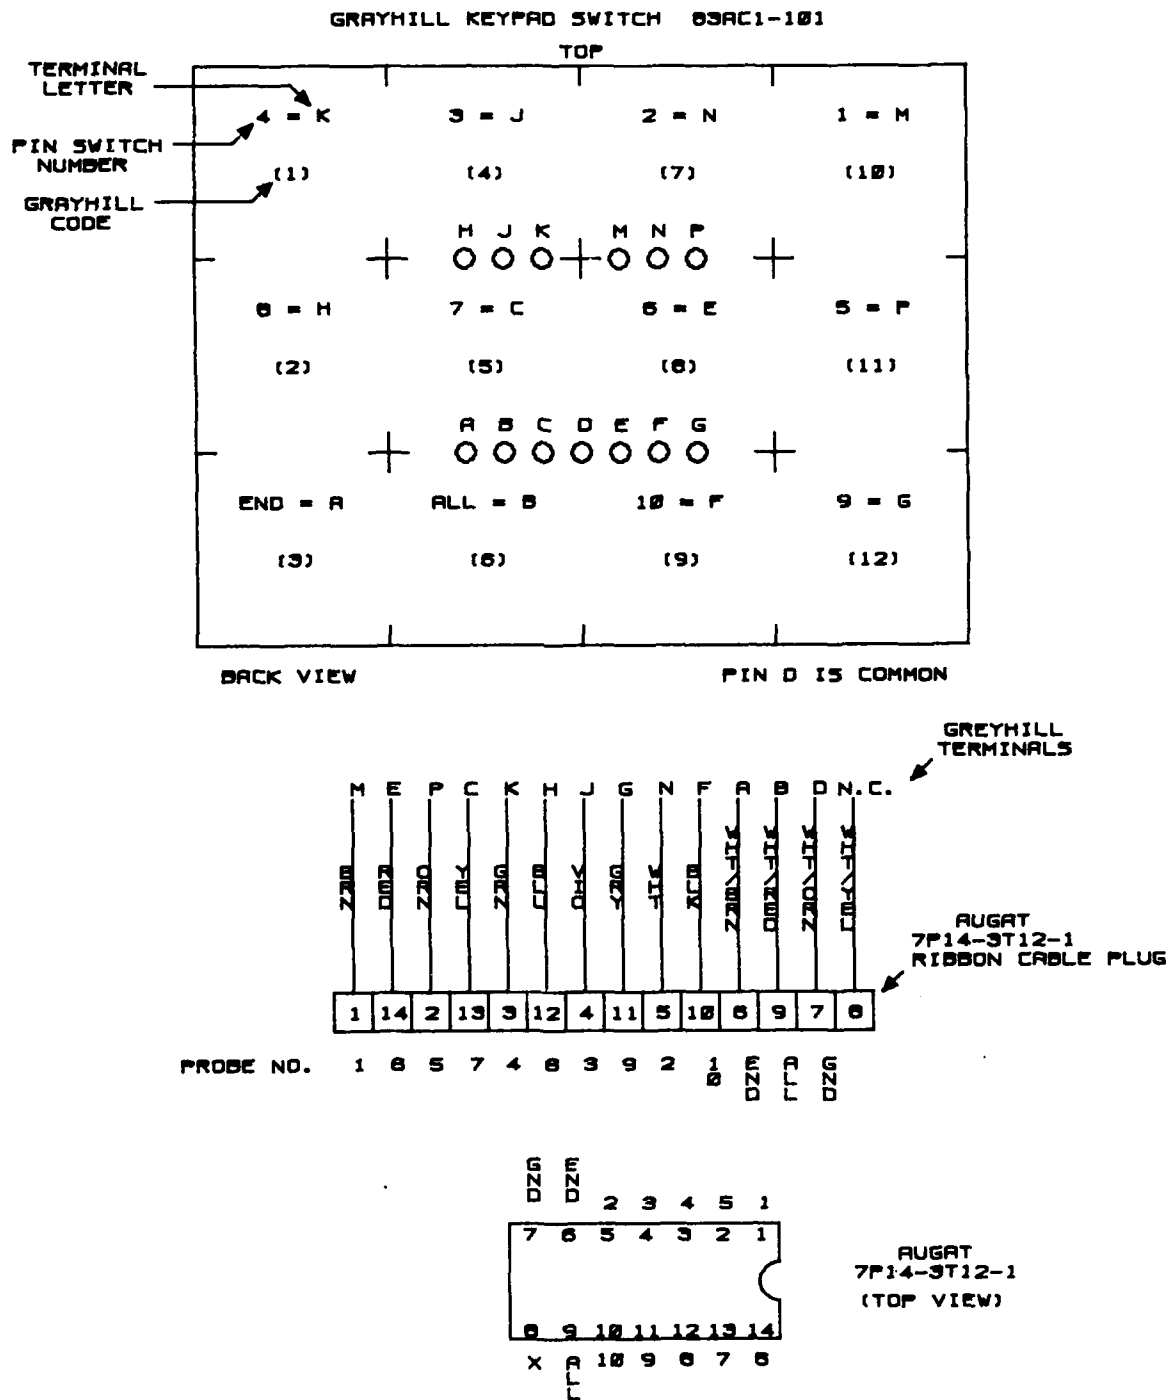 GRAYHILL KEYPAD SWITCH 83AC1-101
TOP
TERMINAL
LETTER
4 = K 3 = J 2 = N 1 = M
PIN SWITCH
NUMBER
(1) (4) (7) (10)
GRAYHILL
CODE
H J K M N P
8 = H 7 = C 6 = E 5 = P
(2) (5) (8) (11)
A B C D E F G
END = A ALL = B 10 = F 9 = G
(3) (6) (9) (12)
BACK VIEW PIN D IS COMMON
GREYHILL
TERMINALS
M E P C K H J G N F A B D N.C.
BRN RED ORN YEL GRN BLU VIO GRY WIT BLK WIT/BRN WIT/RED WIT/ORN WIT/YEL
AUGAT
7P14-3T12-1
RIBBON CABLE PLUG
1 14 2 13 3 12 4 11 5 10 6 9 7 8
PROBE NO. 1 6 5 7 4 8 3 9 2 10 END ALL GND
GND END 2 3 4 5 1
7 6 5 4 3 2 1
AUGAT
7P14-3T12-1
(TOP VIEW)
8 9 10 11 12 13 14
X ALL 10 9 8 7 6